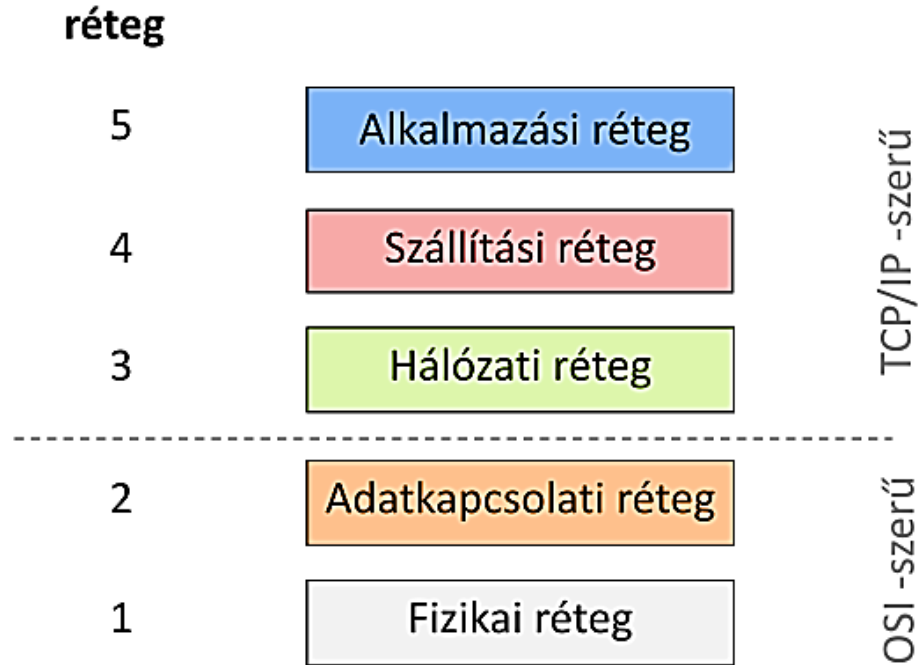 réteg
5 Alkalmazási réteg
4 Szállítási réteg
3 Hálózati réteg
TCP/IP -szerű
2 Adatkapcsolati réteg
1 Fizikai réteg
OSI -szerű